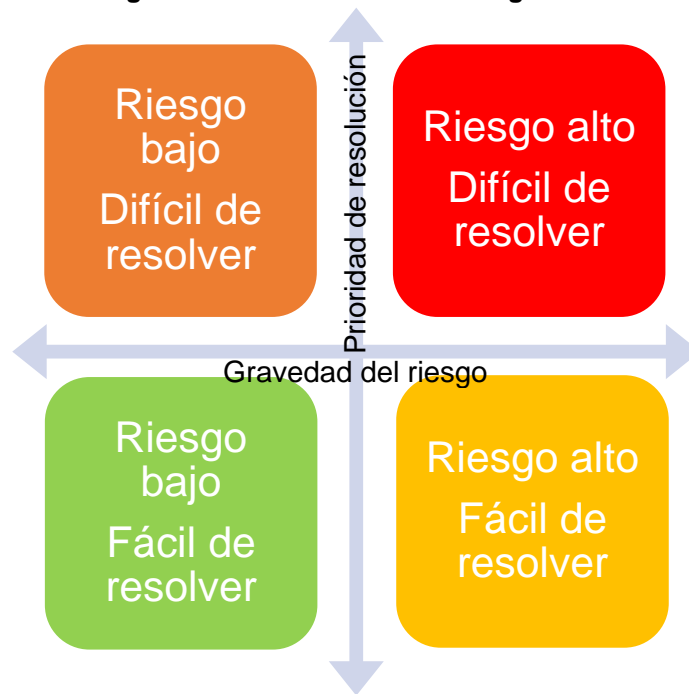 Riesgo
bajo
Difícil de
resolver
Prioridad de resolución
Riesgo alto
Difícil de
resolver
Gravedad del riesgo
Riesgo
bajo
Fácil de
resolver
Riesgo alto
Fácil de
resolver